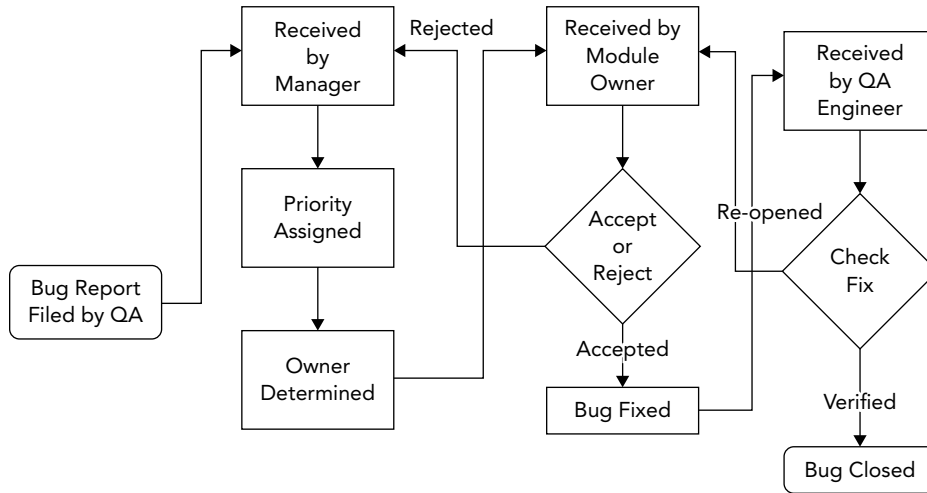 Received
by
Manager
Rejected
Received by
Module
Owner
Received
by QA
Engineer
Priority
Assigned
Accept
or
Reject
Re-opened
Check
Fix
Bug Report
Filed by QA
Owner
Determined
Accepted
Bug Fixed
Verified
Bug Closed